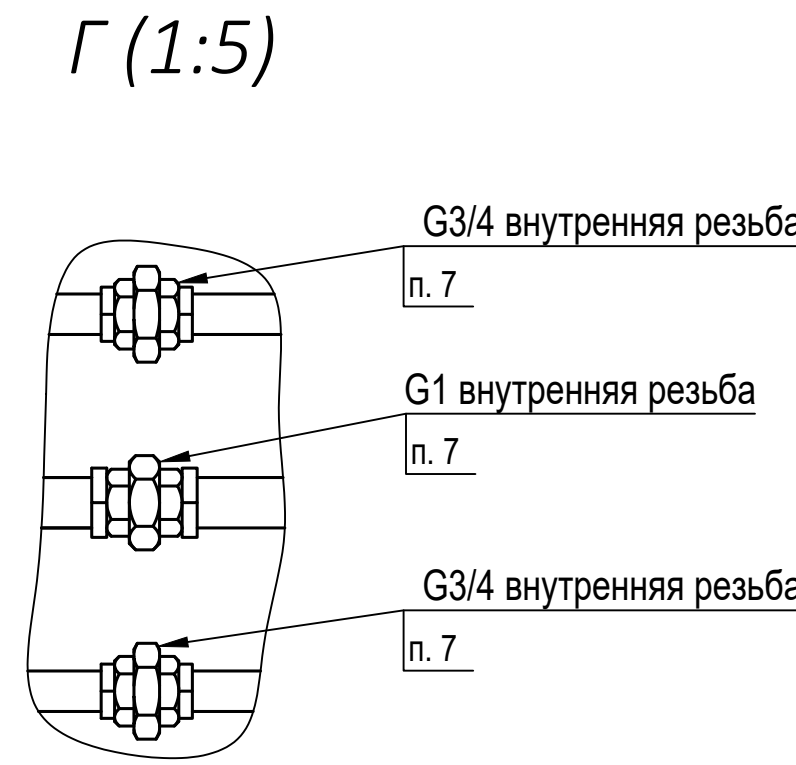 Г (1:5)
G3/4 внутренняя резьба
п. 7
G1 внутренняя резьба
п. 7
G3/4 внутренняя резьба
п. 7